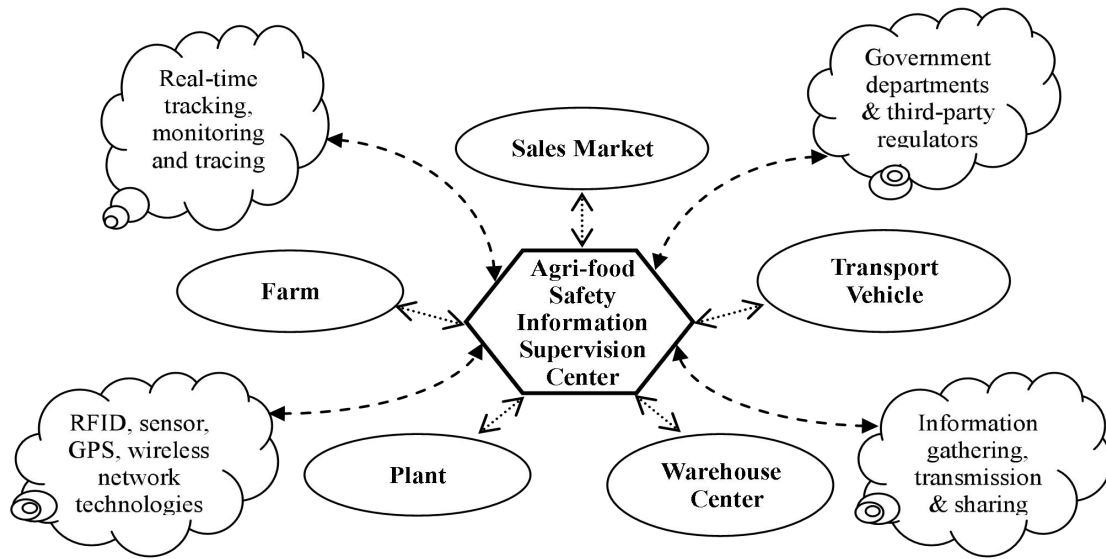 Real-time
tracking,
monitoring
and tracing
Government
departments
& third-party
regulators
Sales Market
Farm
Agri-food
Safety
Information
Supervision
Center
Transport
Vehicle
RFID, sensor,
GPS, wireless
network
technologies
Plant
Warehouse
Center
Information
gathering,
transmission
& sharing